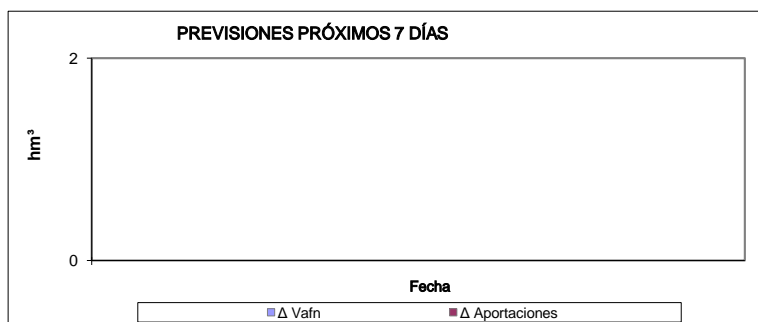 PREVISIONES PRÓXIMOS 7 DÍAS
2
hm³
0
Fecha
Δ Vafn Δ Aportaciones